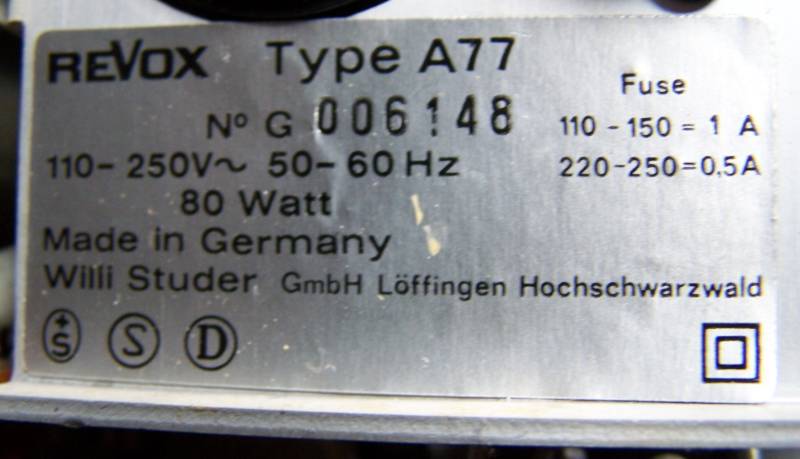 REVOX Type A77
Fuse
Nº G 006148
110 - 150 = 1 A
110 - 250V~ 50 - 60 Hz
220 - 250 = 0,5 A
80 Watt
Made in Germany
Willi Studer GmbH Löffingen Hochschwarzwald
+S S D